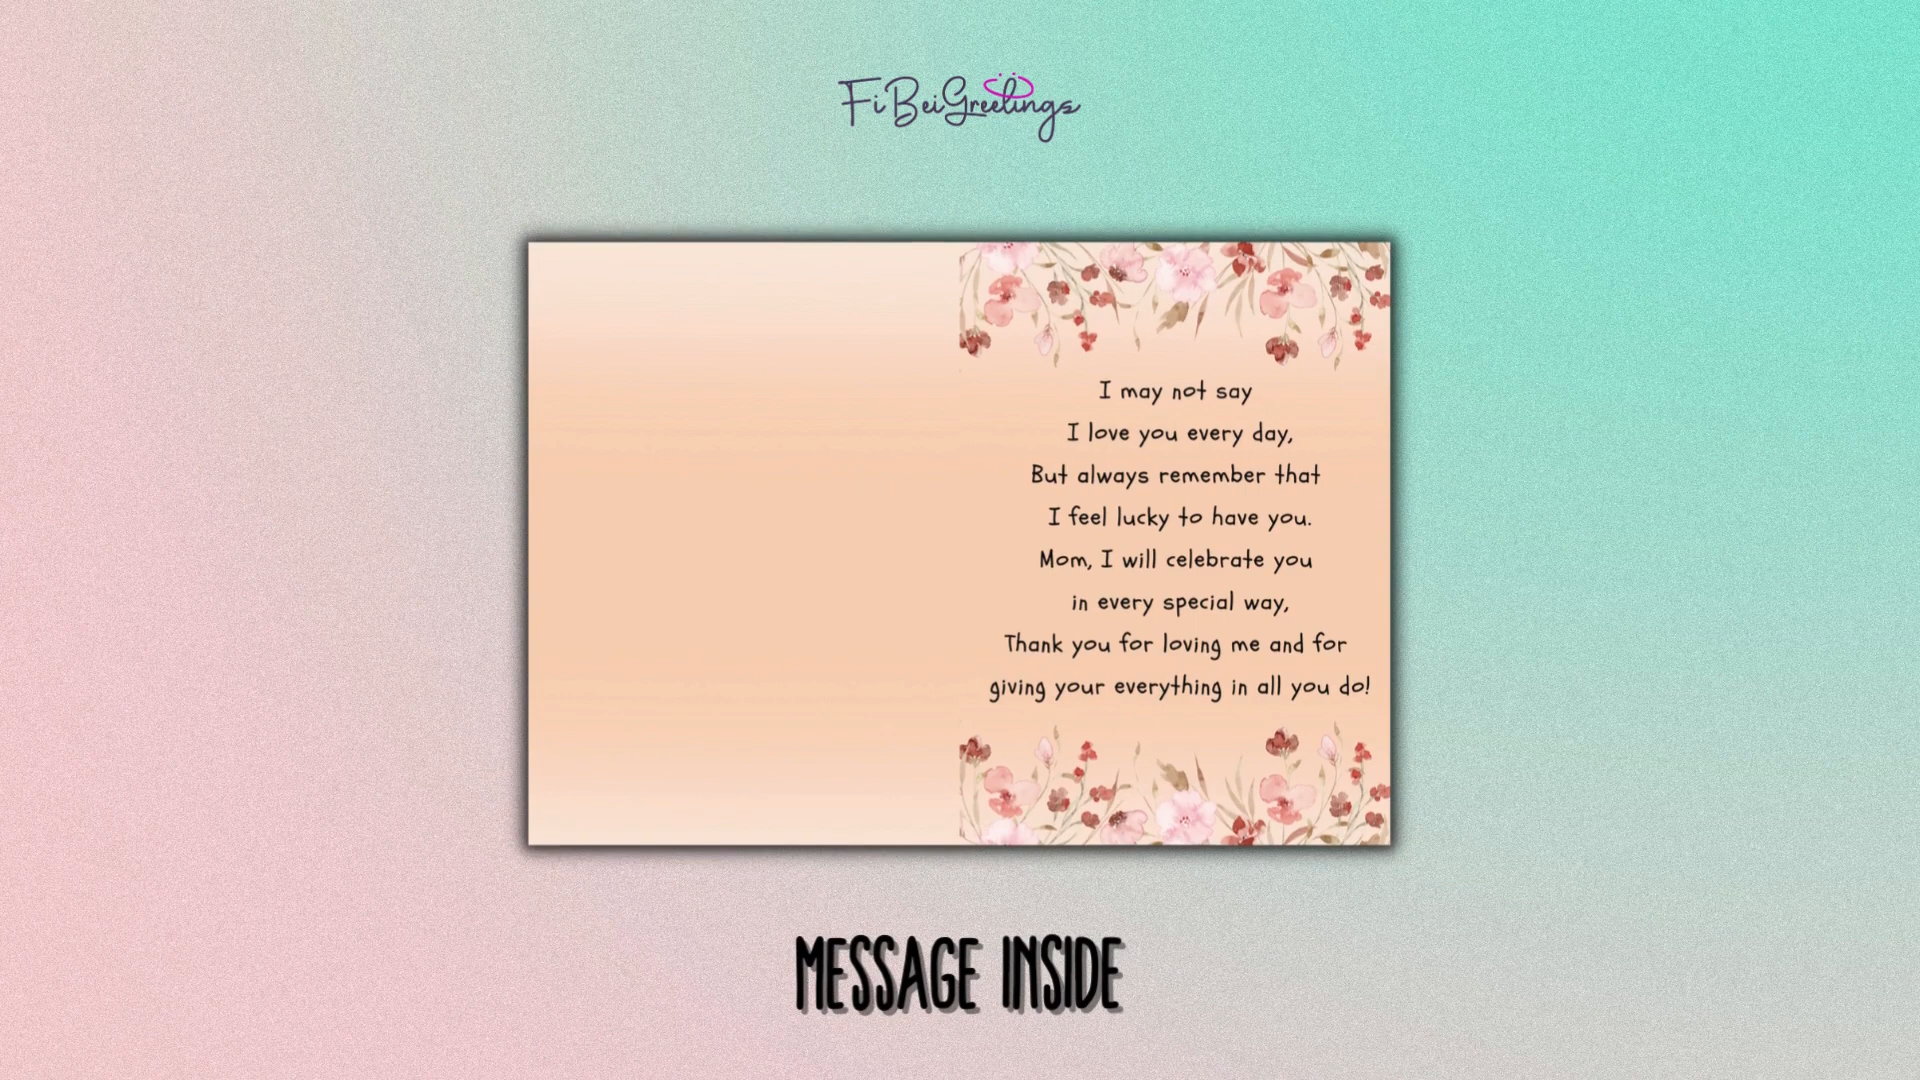 FiBeiGreetings
I may not say
I love you every day,
But always remember that
I feel lucky to have you.
Mom, I will celebrate you
in every special way,
Thank you for loving me and for
giving your everything in all you do!
MESSAGE INSIDE